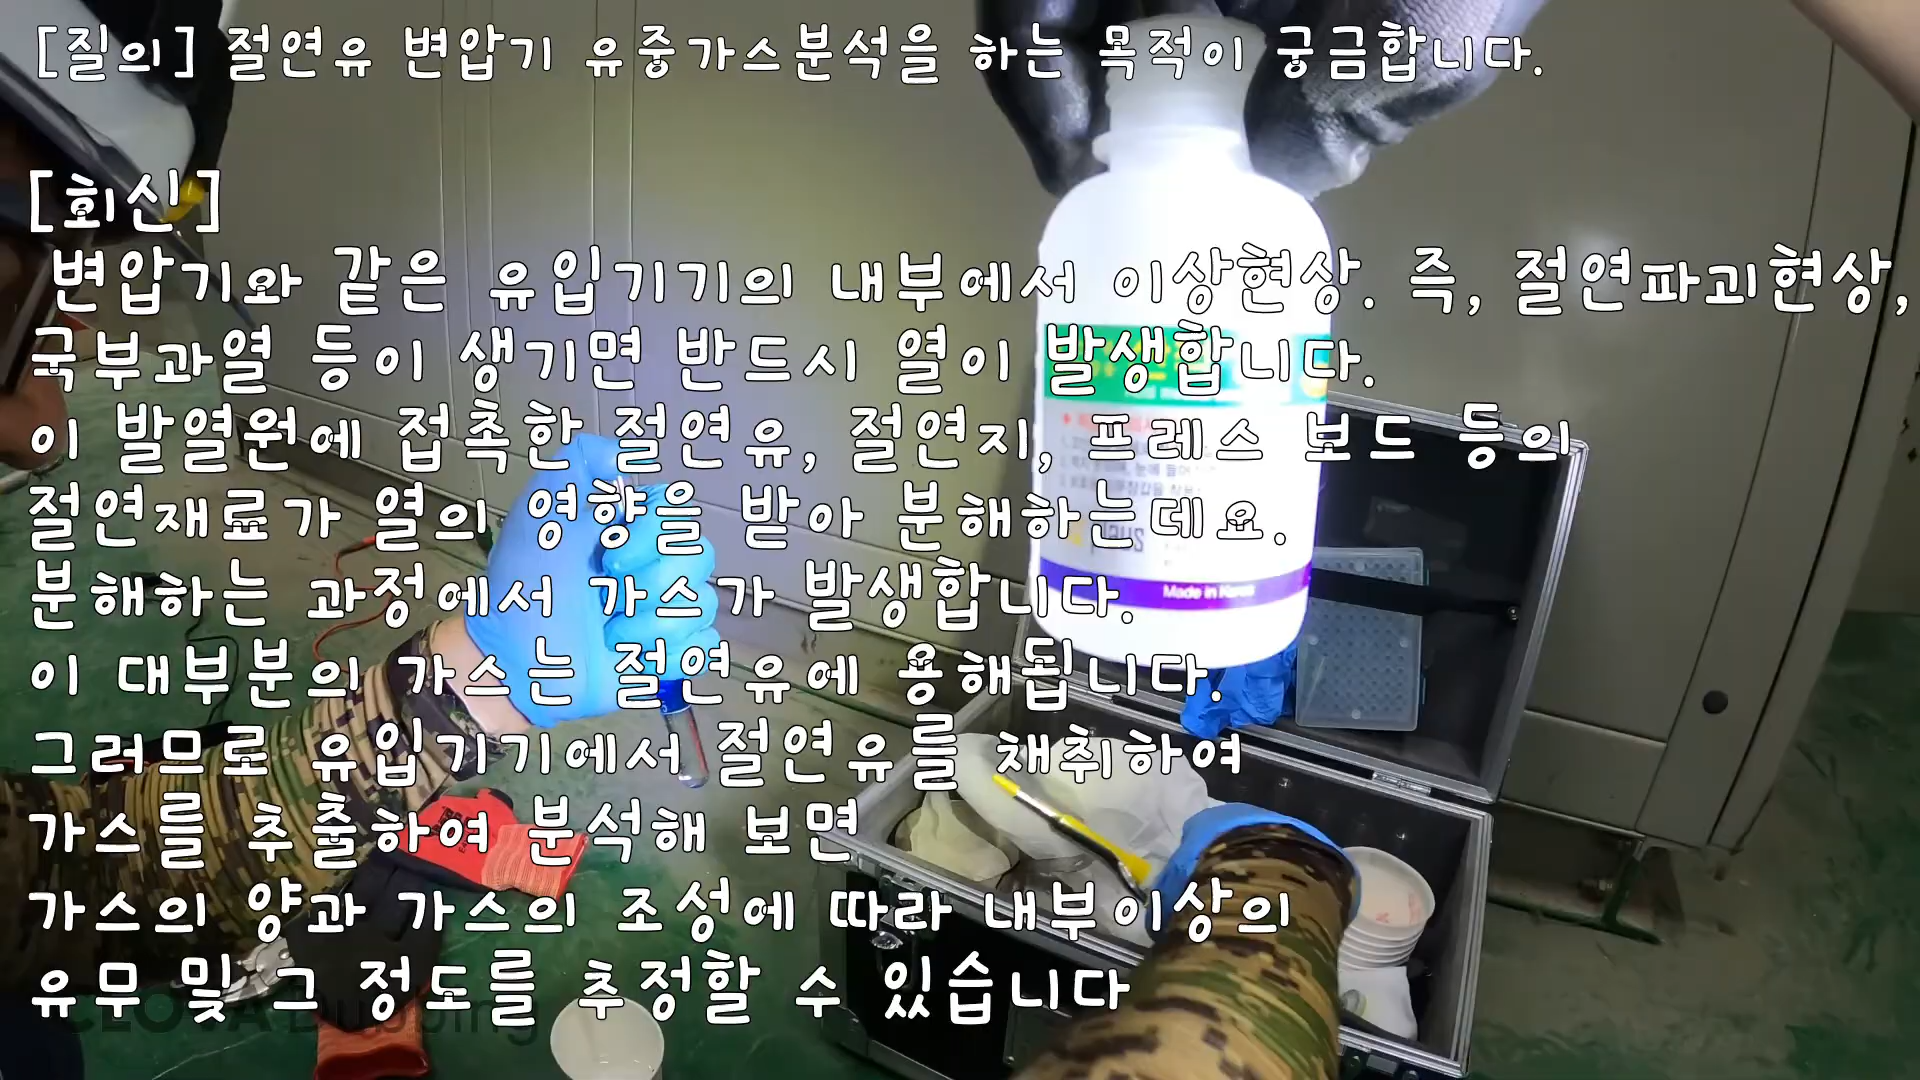 [질의] 절연유 변압기 유중가스분석을 하는 목적이 궁금합니다.
[회신]
변압기와 같은 유입기기의 내부에서 이상현상. 즉, 절연파괴현상,
국부과열 등이 생기면 반드시 열이 발생합니다.
이 발열원에 접촉한 절연유, 절연지, 프레스 보드 등의
절연재료가 열의 영향을 받아 분해하는데요.
분해하는 과정에서 가스가 발생합니다.
이 대부분의 가스는 절연유에 용해됩니다.
그러므로 유입기기에서 절연유를 채취하여
가스를 추출하여 분석해 보면
가스의 양과 가스의 조성에 따라 내부이상의
유무 및 그 정도를 추정할 수 있습니다
Made in Korea
CLOVA Dubbing